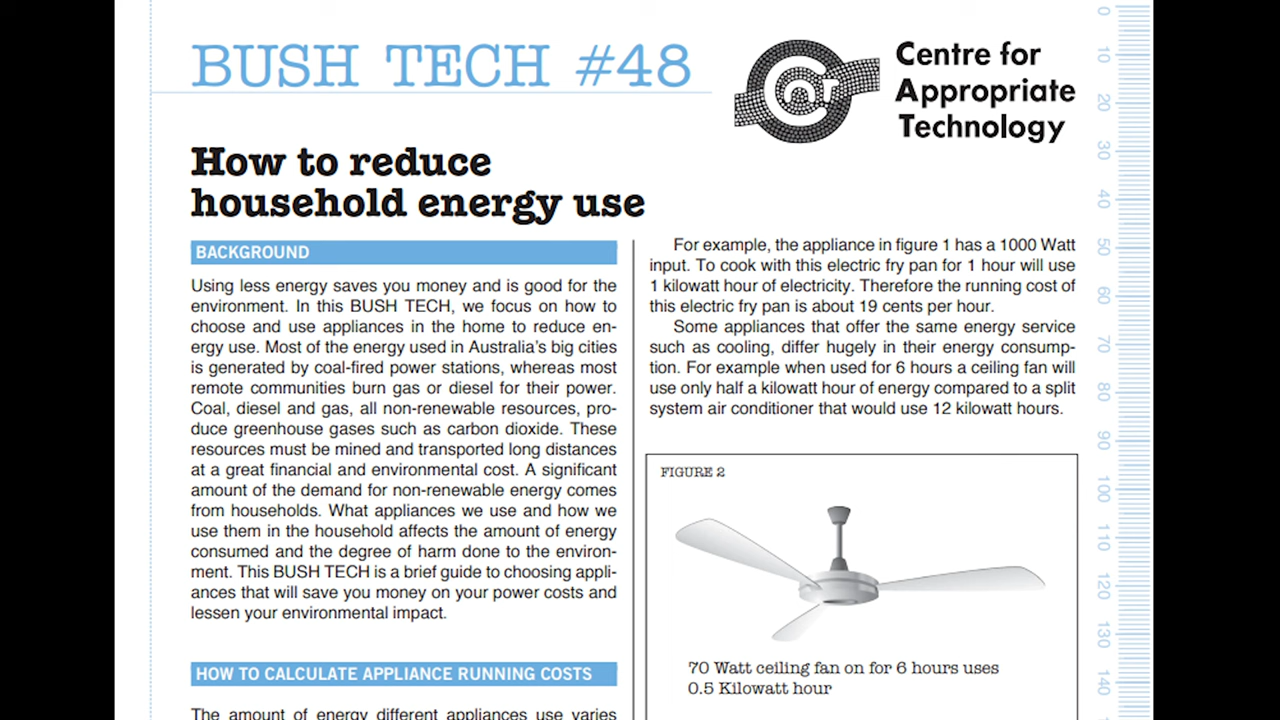 BUSH TECH #48
Centre for
Appropriate
Technology
How to reduce
household energy use
BACKGROUND
Using less energy saves you money and is good for the
environment. In this BUSH TECH, we focus on how to
choose and use appliances in the home to reduce en-
ergy use. Most of the energy used in Australia's big cities
is generated by coal-fired power stations, whereas most
remote communities burn gas or diesel for their power.
Coal, diesel and gas, all non-renewable resources, pro-
duce greenhouse gases such as carbon dioxide. These
resources must be mined and transported long distances
at a great financial and environmental cost. A significant
amount of the demand for non-renewable energy comes
from households. What appliances we use and how we
use them in the household affects the amount of energy
consumed and the degree of harm done to the environ-
ment. This BUSH TECH is a brief guide to choosing appli-
ances that will save you money on your power costs and
lessen your environmental impact.
HOW TO CALCULATE APPLIANCE RUNNING COSTS
The amount of energy different appliances use varies
For example, the appliance in figure 1 has a 1000 Watt
input. To cook with this electric fry pan for 1 hour will use
1 kilowatt hour of electricity. Therefore the running cost of
this electric fry pan is about 19 cents per hour.
Some appliances that offer the same energy service
such as cooling, differ hugely in their energy consump-
tion. For example when used for 6 hours a ceiling fan will
use only half a kilowatt hour of energy compared to a split
system air conditioner that would use 12 kilowatt hours.
FIGURE 2
70 Watt ceiling fan on for 6 hours uses
0.5 Kilowatt hour
0
10
20
30
40
50
60
70
80
90
100
110
120
130
140